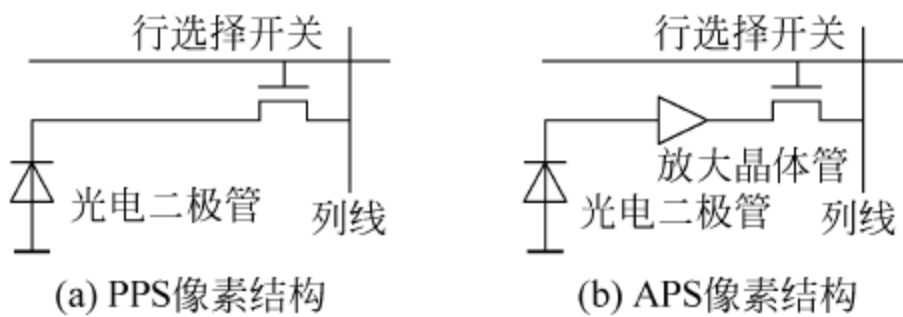 行选择开关
光电二极管
列线
(a) PPS像素结构
行选择开关
放大晶体管
光电二极管
列线
(b) APS像素结构